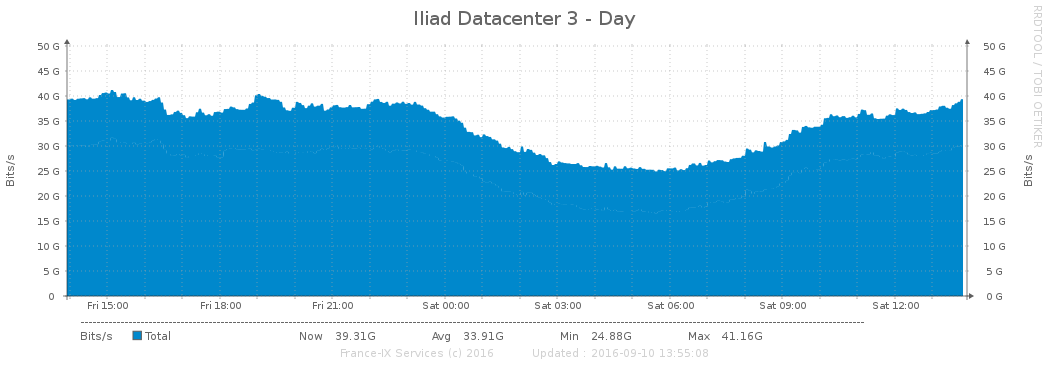 Iliad Datacenter 3 - Day
RRDTOOL / TOBI OETIKER
50 G 50 G
45 G 45 G
40 G 40 G
35 G 35 G
30 G 30 G
25 G 25 G
20 G 20 G
15 G 15 G
10 G 10 G
5 G 5 G
0 0 G
Bits/s
Bits/s
Fri 15:00 Fri 18:00 Fri 21:00 Sat 00:00 Sat 03:00 Sat 06:00 Sat 09:00 Sat 12:00
Bits/s Total Now 39.31G Avg 33.91G Min 24.88G Max 41.16G
France-IX Services (c) 2016 Updated : 2016-09-10 13:55:08